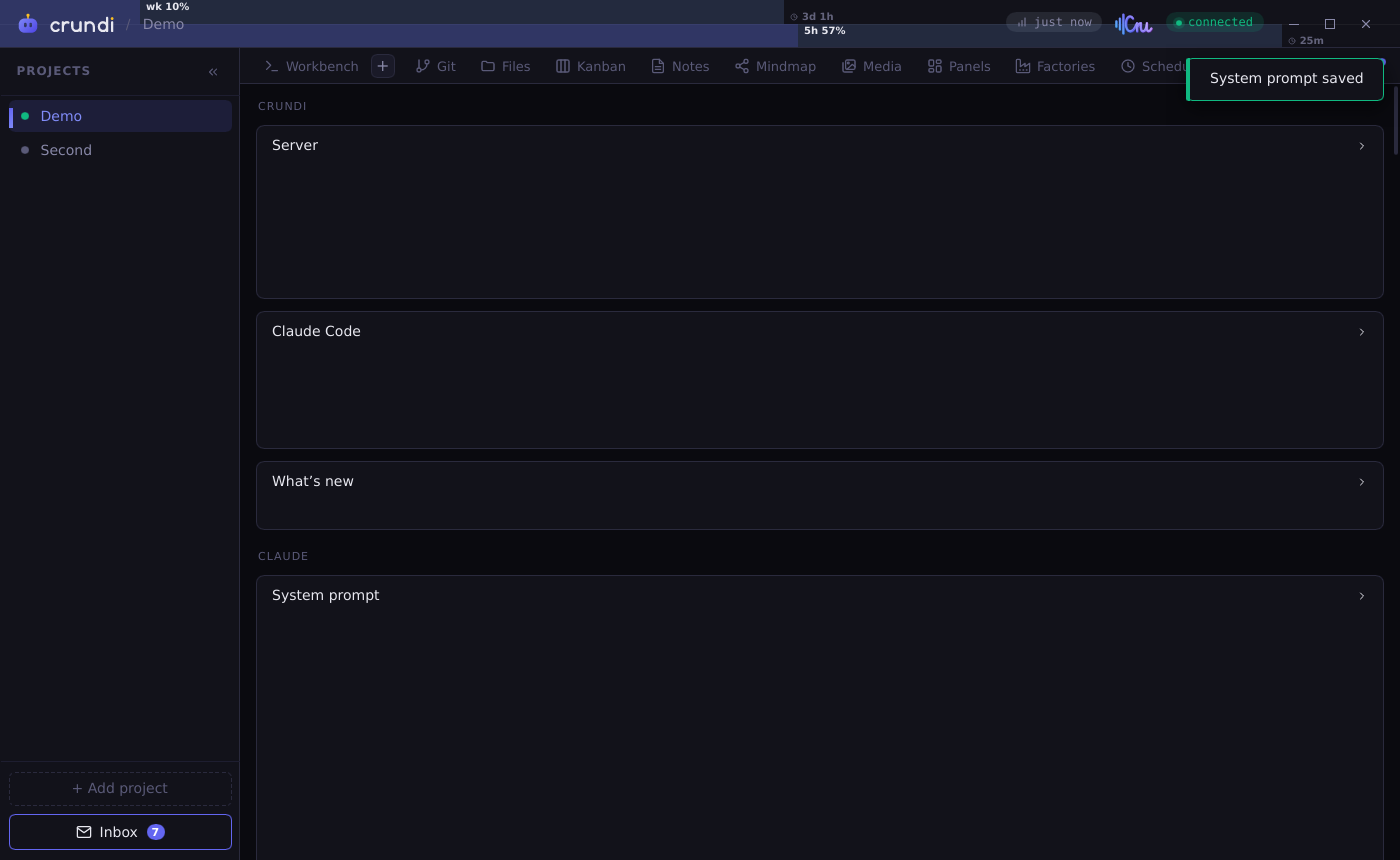 wk 10%
3d 1h
crundi / Demo
5h 57%
just now
Cru
connected
25m
PROJECTS
Demo
Second
+ Add project
Inbox 7
Workbench
+
Git
Files
Kanban
Notes
Mindmap
Media
Panels
Factories
Schedu
System prompt saved
CRUNDI
Server
Claude Code
What’s new
CLAUDE
System prompt